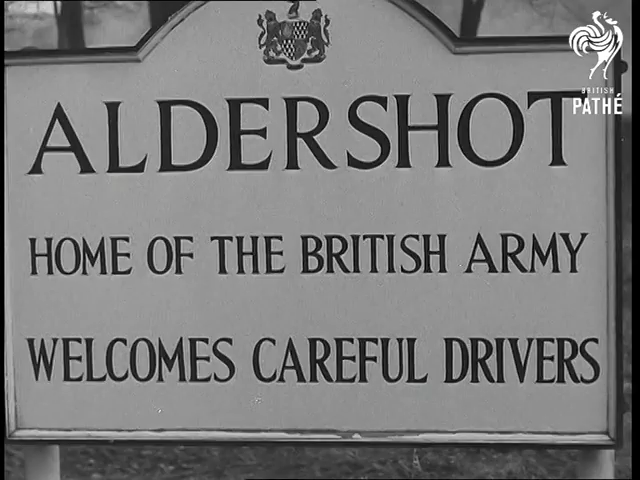 BRITISH
PATHÉ
ALDERSHOT
HOME OF THE BRITISH ARMY
WELCOMES CAREFUL DRIVERS